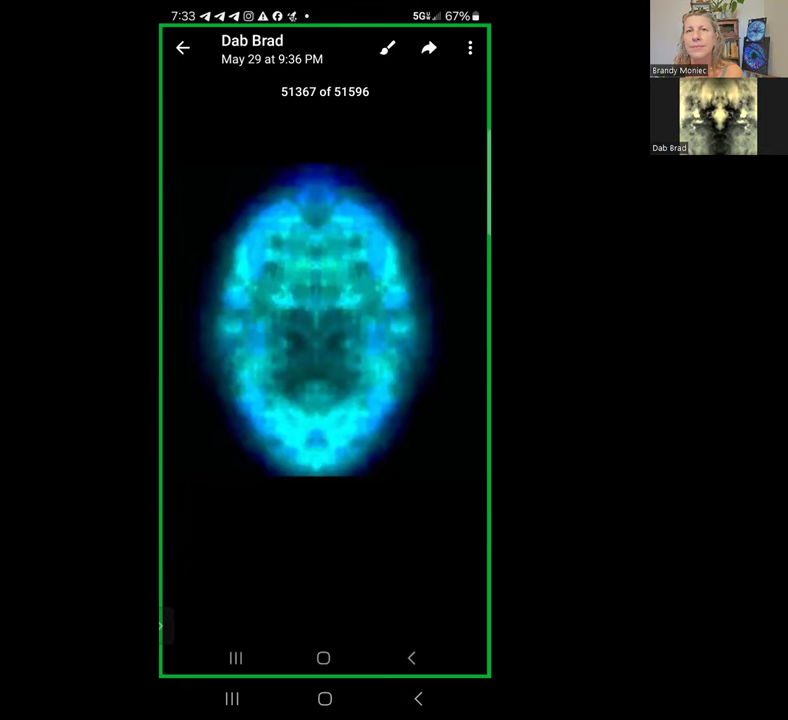 7:33
5G 67%
Dab Brad
May 29 at 9:36 PM
51367 of 51596
Brandy Moniec
Dab Brad